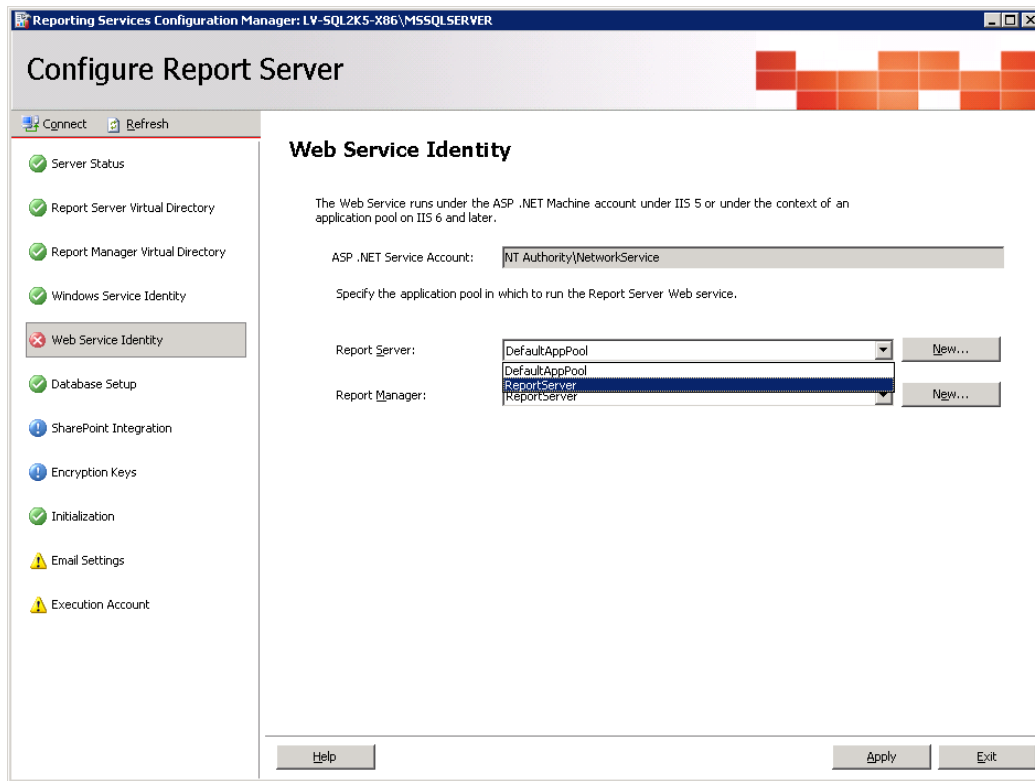 Reporting Services Configuration Manager: LV-SQL2K5-X86\MSSQLSERVER
Configure Report Server
Connect Refresh
Server Status
Report Server Virtual Directory
Report Manager Virtual Directory
Windows Service Identity
Web Service Identity
Database Setup
SharePoint Integration
Encryption Keys
Initialization
Email Settings
Execution Account
Web Service Identity
The Web Service runs under the ASP .NET Machine account under IIS 5 or under the context of an
application pool on IIS 6 and later.
ASP .NET Service Account: NT Authority\NetworkService
Specify the application pool in which to run the Report Server Web service.
Report Server: DefaultAppPool New...
DefaultAppPool
ReportServer
Report Manager: ReportServer New...
Help Apply Exit